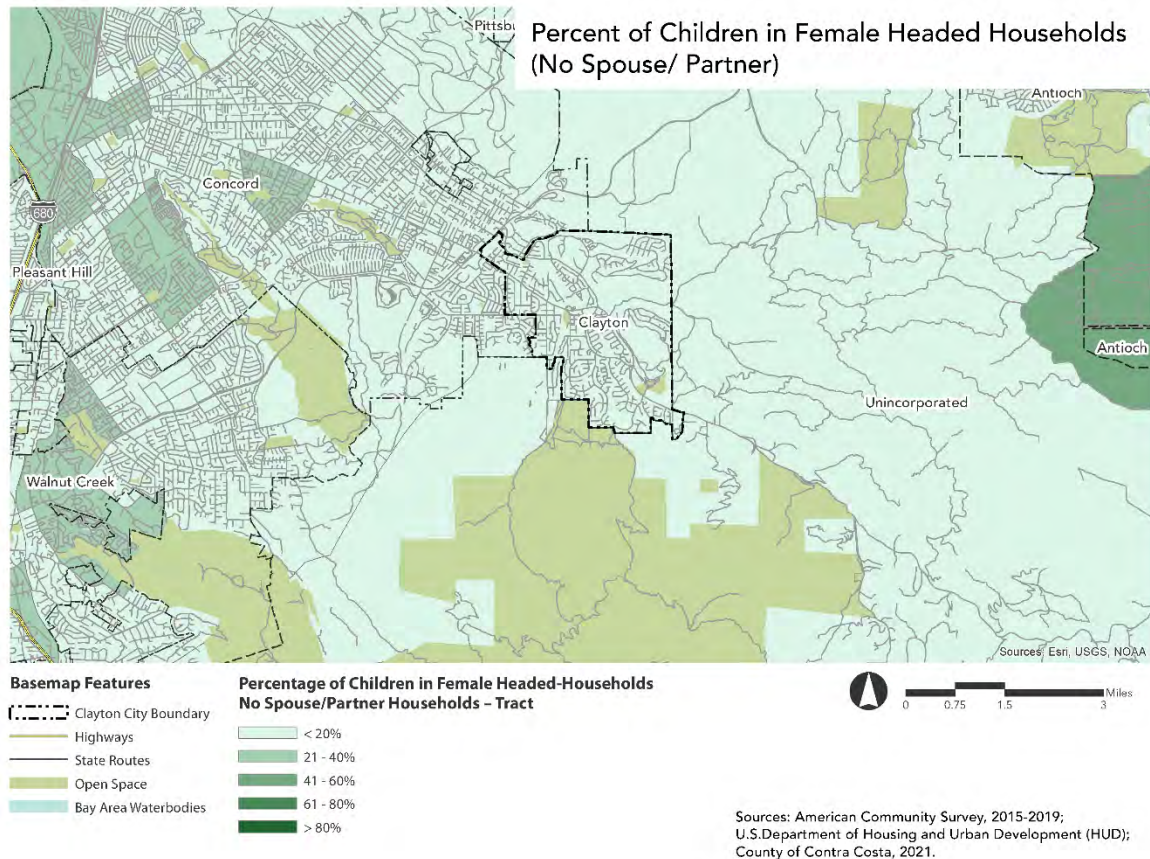 Percent of Children in Female Headed Households
(No Spouse/ Partner)
Antioch
Concord
680
Pleasant Hill
Clayton
Antioch
Unincorporated
Walnut Creek
Sources: Esri, USGS, NOAA
Basemap Features
Clayton City Boundary
Highways
State Routes
Open Space
Bay Area Waterbodies
Percentage of Children in Female Headed-Households
No Spouse/Partner Households – Tract
< 20%
21 - 40%
41 - 60%
61 - 80%
> 80%
Miles
0 0.75 1.5 3
Sources: American Community Survey, 2015-2019;
U.S.Department of Housing and Urban Development (HUD);
County of Contra Costa, 2021.